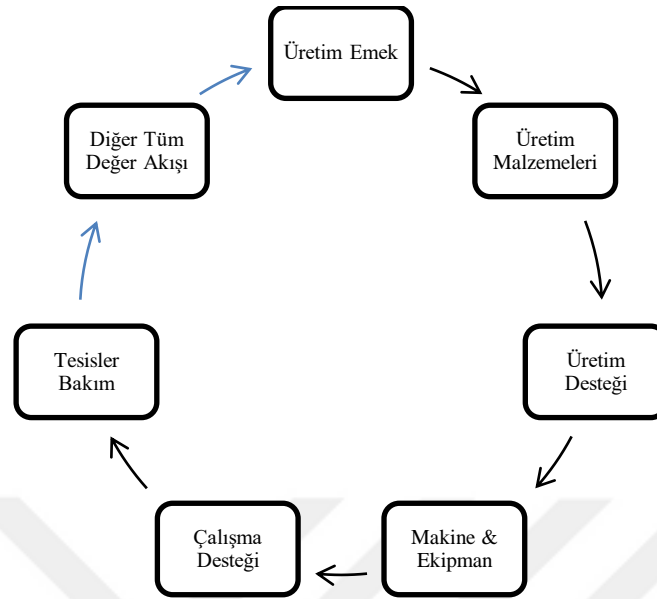 Üretim Emek
Üretim
Malzemeleri
Üretim
Desteği
Makine &
Ekipman
Çalışma
Desteği
Tesisler
Bakım
Diğer Tüm
Değer Akışı